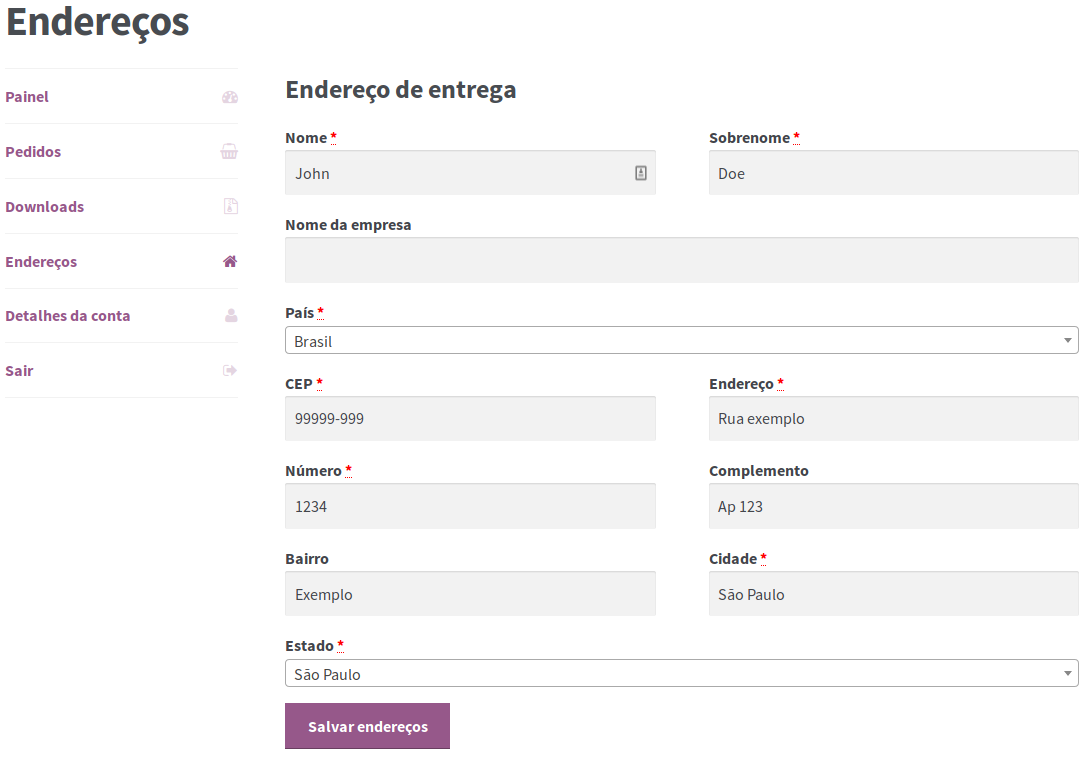 Endereços
Painel
Pedidos
Downloads
Endereços
Detalhes da conta
Sair
Endereço de entrega
Nome * Sobrenome *
John Doe
Nome da empresa
País *
Brasil
CEP * Endereço *
99999-999 Rua exemplo
Número * Complemento
1234 Ap 123
Bairro Cidade *
Exemplo São Paulo
Estado *
São Paulo
Salvar endereços